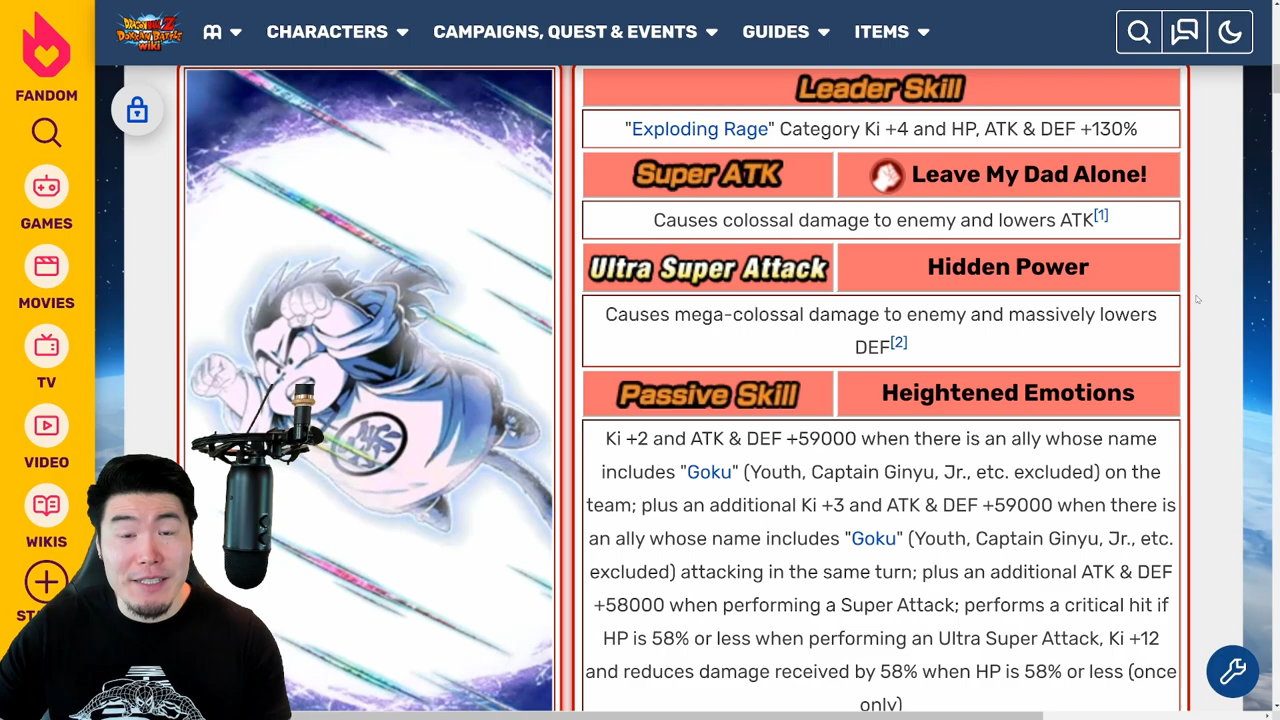 DRAGON BALL Z
DOKKAN BATTLE
WIKI
CHARACTERS
CAMPAIGNS, QUEST & EVENTS
GUIDES
ITEMS
FANDOM
GAMES
MOVIES
TV
VIDEO
WIKIS
ST
Leader Skill
"Exploding Rage" Category Ki +4 and HP, ATK & DEF +130%
Super ATK
Leave My Dad Alone!
Causes colossal damage to enemy and lowers ATK[1]
Ultra Super Attack
Hidden Power
Causes mega-colossal damage to enemy and massively lowers
DEF[2]
Passive Skill
Heightened Emotions
Ki +2 and ATK & DEF +59000 when there is an ally whose name
includes "Goku" (Youth, Captain Ginyu, Jr., etc. excluded) on the
team; plus an additional Ki +3 and ATK & DEF +59000 when there is
an ally whose name includes "Goku" (Youth, Captain Ginyu, Jr., etc.
excluded) attacking in the same turn; plus an additional ATK & DEF
+58000 when performing a Super Attack; performs a critical hit if
HP is 58% or less when performing an Ultra Super Attack, Ki +12
and reduces damage received by 58% when HP is 58% or less (once
only)